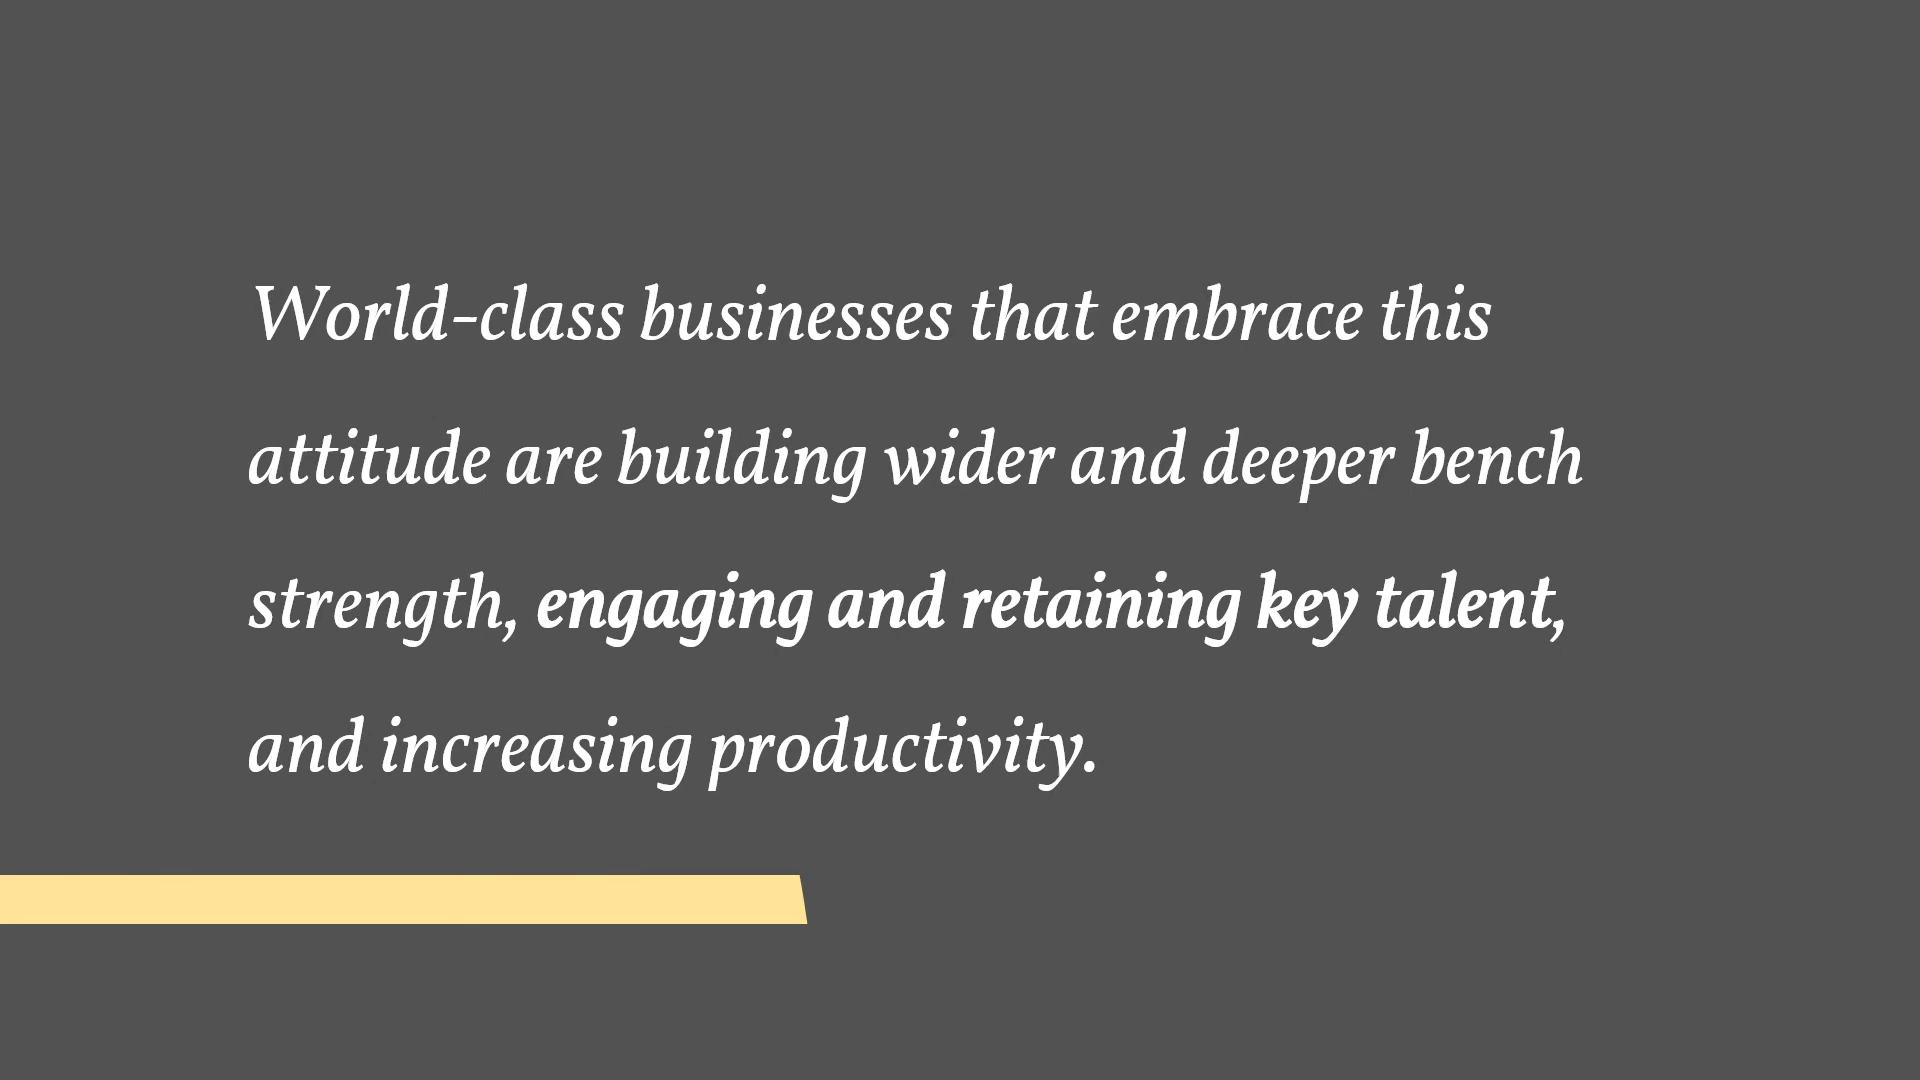 World-class businesses that embrace this
attitude are building wider and deeper bench
strength, engaging and retaining key talent,
and increasing productivity.